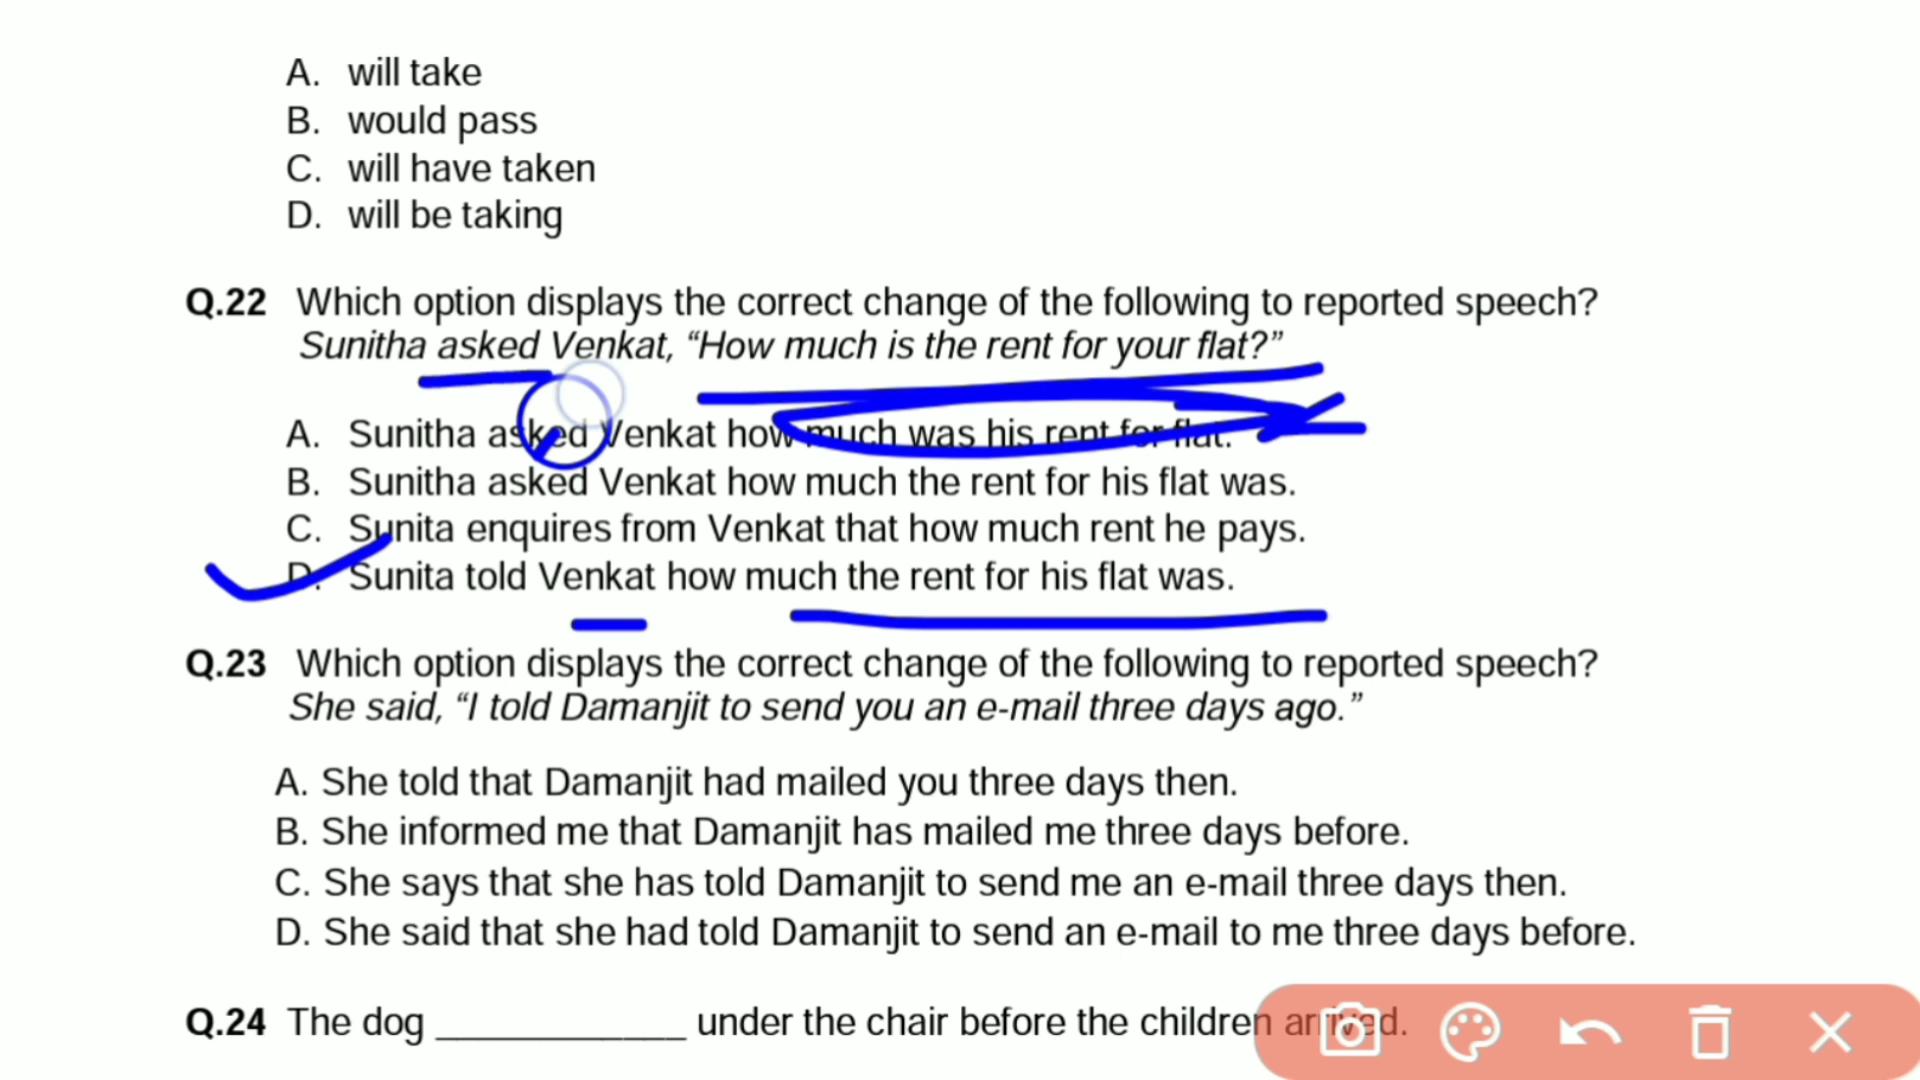 A. will take
B. would pass
C. will have taken
D. will be taking
Q.22 Which option displays the correct change of the following to reported speech?
Sunitha asked Venkat, “How much is the rent for your flat?”
A. Sunitha asked Venkat how much was his rent for flat.
B. Sunitha asked Venkat how much the rent for his flat was.
C. Sunita enquires from Venkat that how much rent he pays.
D. Sunita told Venkat how much the rent for his flat was.
Q.23 Which option displays the correct change of the following to reported speech?
She said, “I told Damanjit to send you an e-mail three days ago.”
A. She told that Damanjit had mailed you three days then.
B. She informed me that Damanjit has mailed me three days before.
C. She says that she has told Damanjit to send me an e-mail three days then.
D. She said that she had told Damanjit to send an e-mail to me three days before.
Q.24 The dog ____________ under the chair before the children arrived.